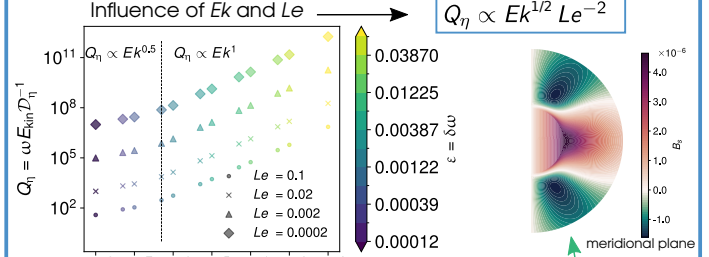 Influence of Ek and Le
Q_η ∝ Ek^{1/2} Le^{-2}
Q_η ∝ Ek^{0.5}
Q_η ∝ Ek^1
Q_η = ω E_kin 𝒟_η^{-1}
10^{11}
10^8
10^5
10^2
Le = 0.1
Le = 0.02
Le = 0.002
Le = 0.0002
0.03870
0.01225
0.00387
0.00122
0.00039
0.00012
ε = δω
×10^{-6}
4.0
3.0
2.0
1.0
0.0
-1.0
B_s
meridional plane